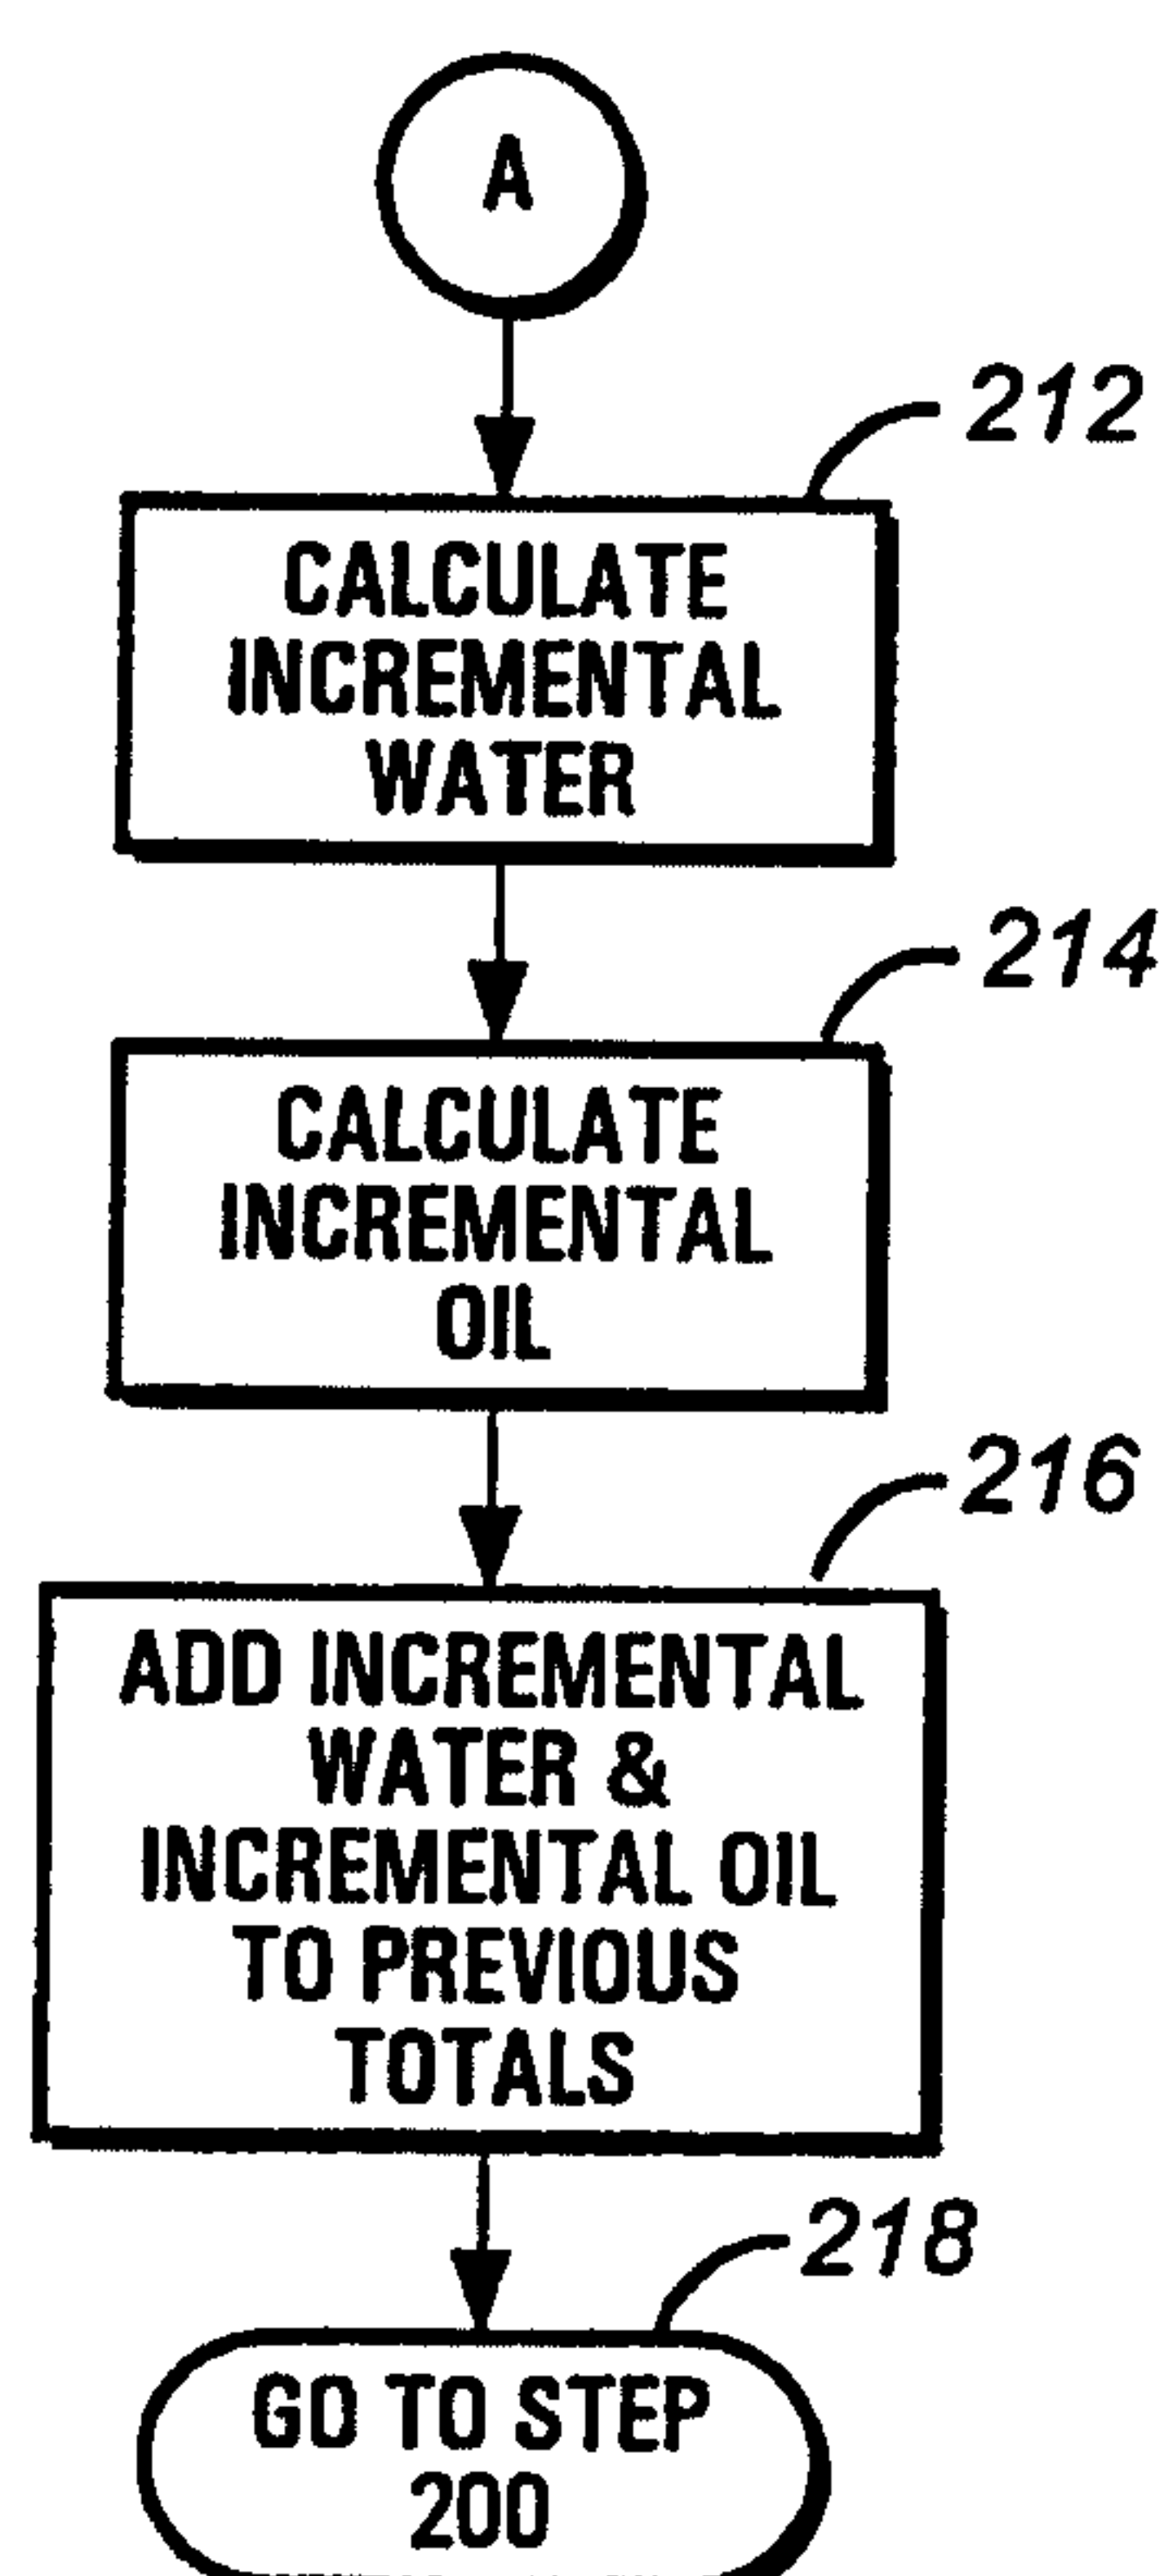 A
212
CALCULATE
INCREMENTAL
WATER
214
CALCULATE
INCREMENTAL
OIL
216
ADD INCREMENTAL
WATER &
INCREMENTAL OIL
TO PREVIOUS
TOTALS
218
GO TO STEP
200